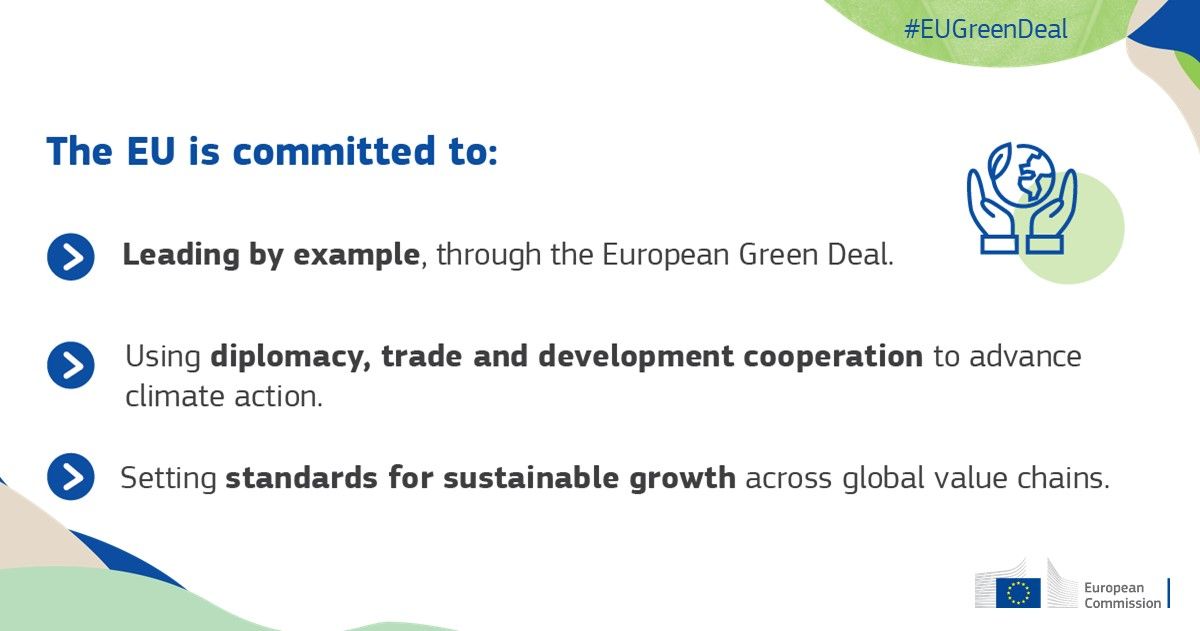 #EUGreenDeal
The EU is committed to:
Leading by example, through the European Green Deal.
Using diplomacy, trade and development cooperation to advance
climate action.
Setting standards for sustainable growth across global value chains.
European
Commission